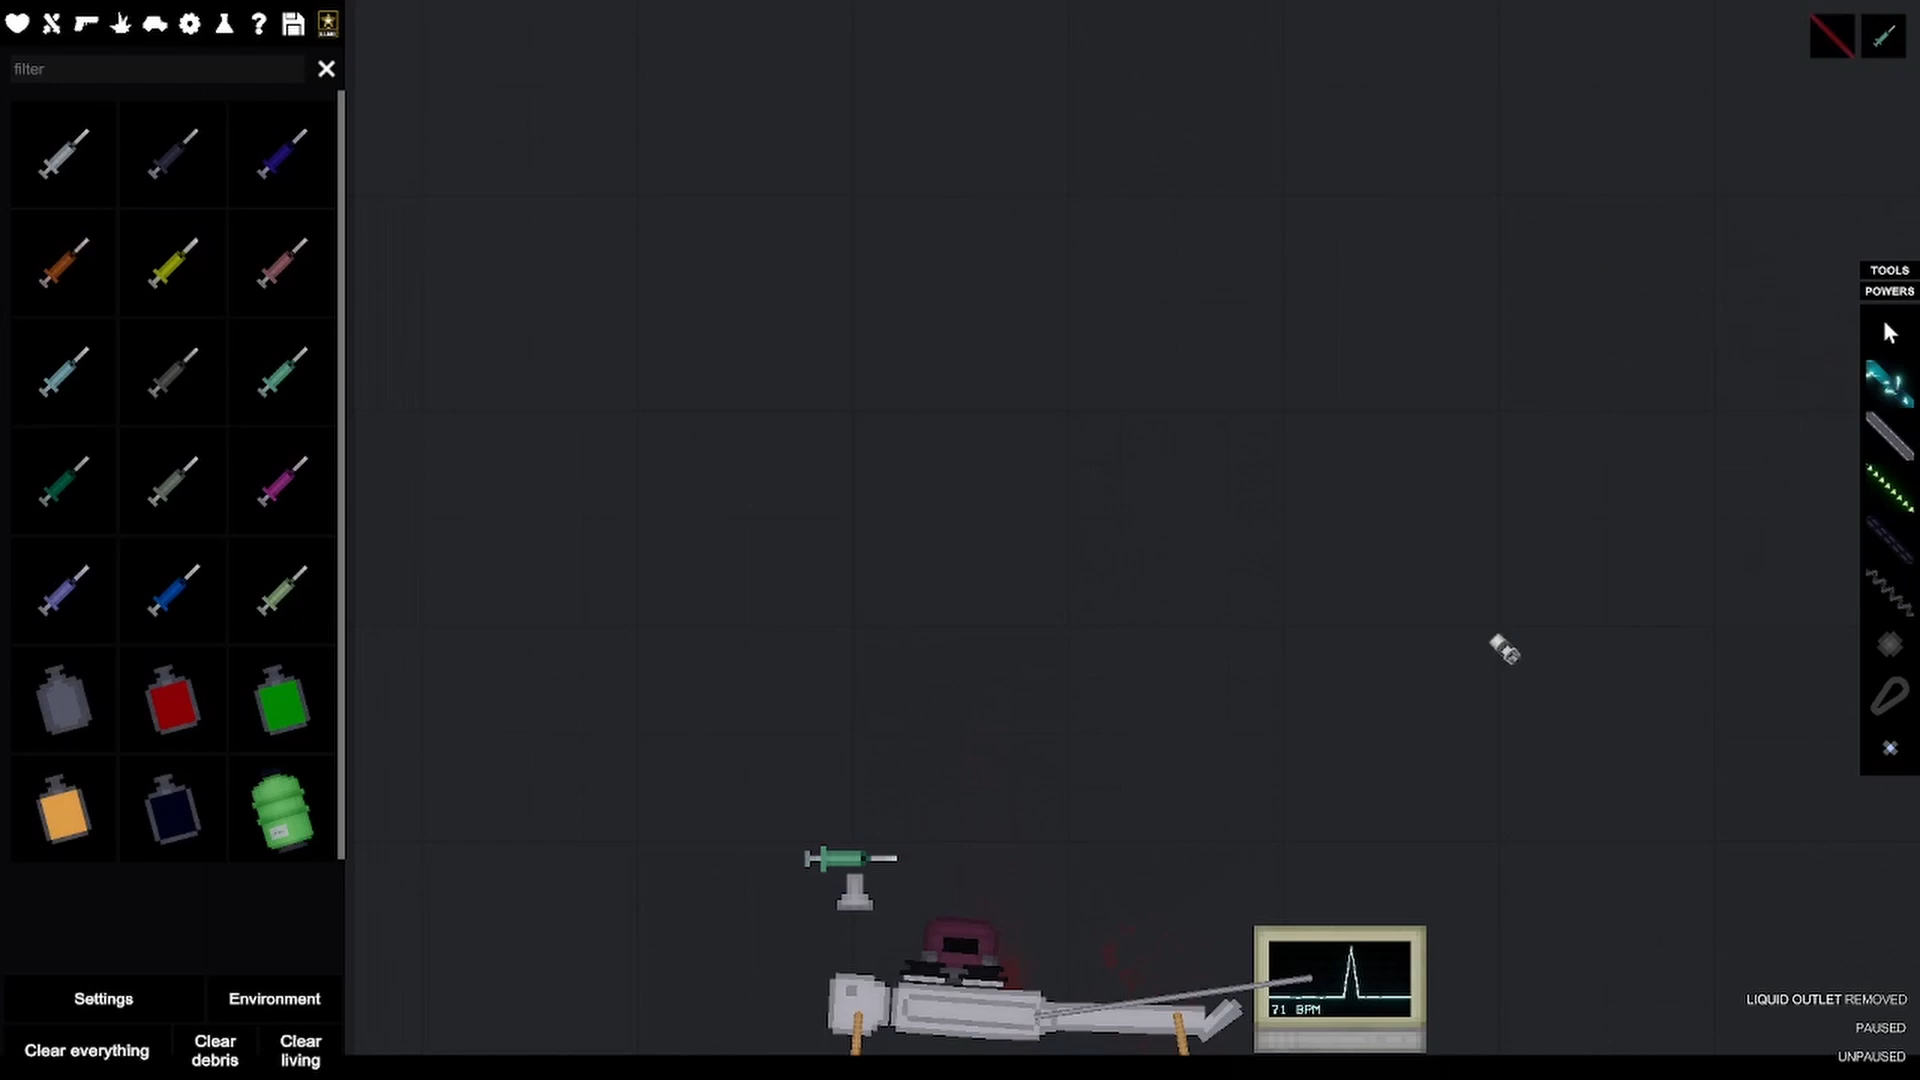 filter
TOOLS
POWERS
71 BPM
Settings
Environment
Clear everything
Clear
debris
Clear
living
LIQUID OUTLET REMOVED
PAUSED
UNPAUSED